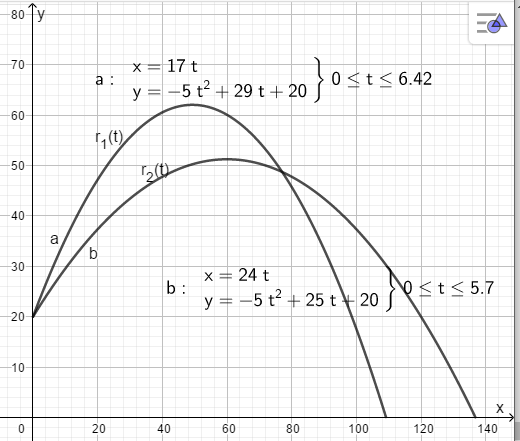 80
y
70
a : x = 17 t
y = −5 t² + 29 t + 20
0 ≤ t ≤ 6.42
60
r₁(t)
50
r₂(t)
40
a
b
30
b : x = 24 t
y = −5 t² + 25 t + 20
0 ≤ t ≤ 5.7
20
10
x
0 20 40 60 80 100 120 140